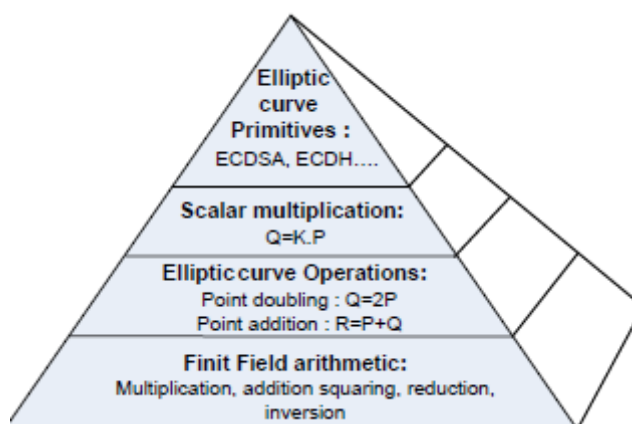 Elliptic
curve
Primitives :
ECDSA, ECDH....
Scalar multiplication:
Q=K.P
Elliptic curve Operations:
Point doubling : Q=2P
Point addition : R=P+Q
Finit Field arithmetic:
Multiplication, addition squaring, reduction,
inversion